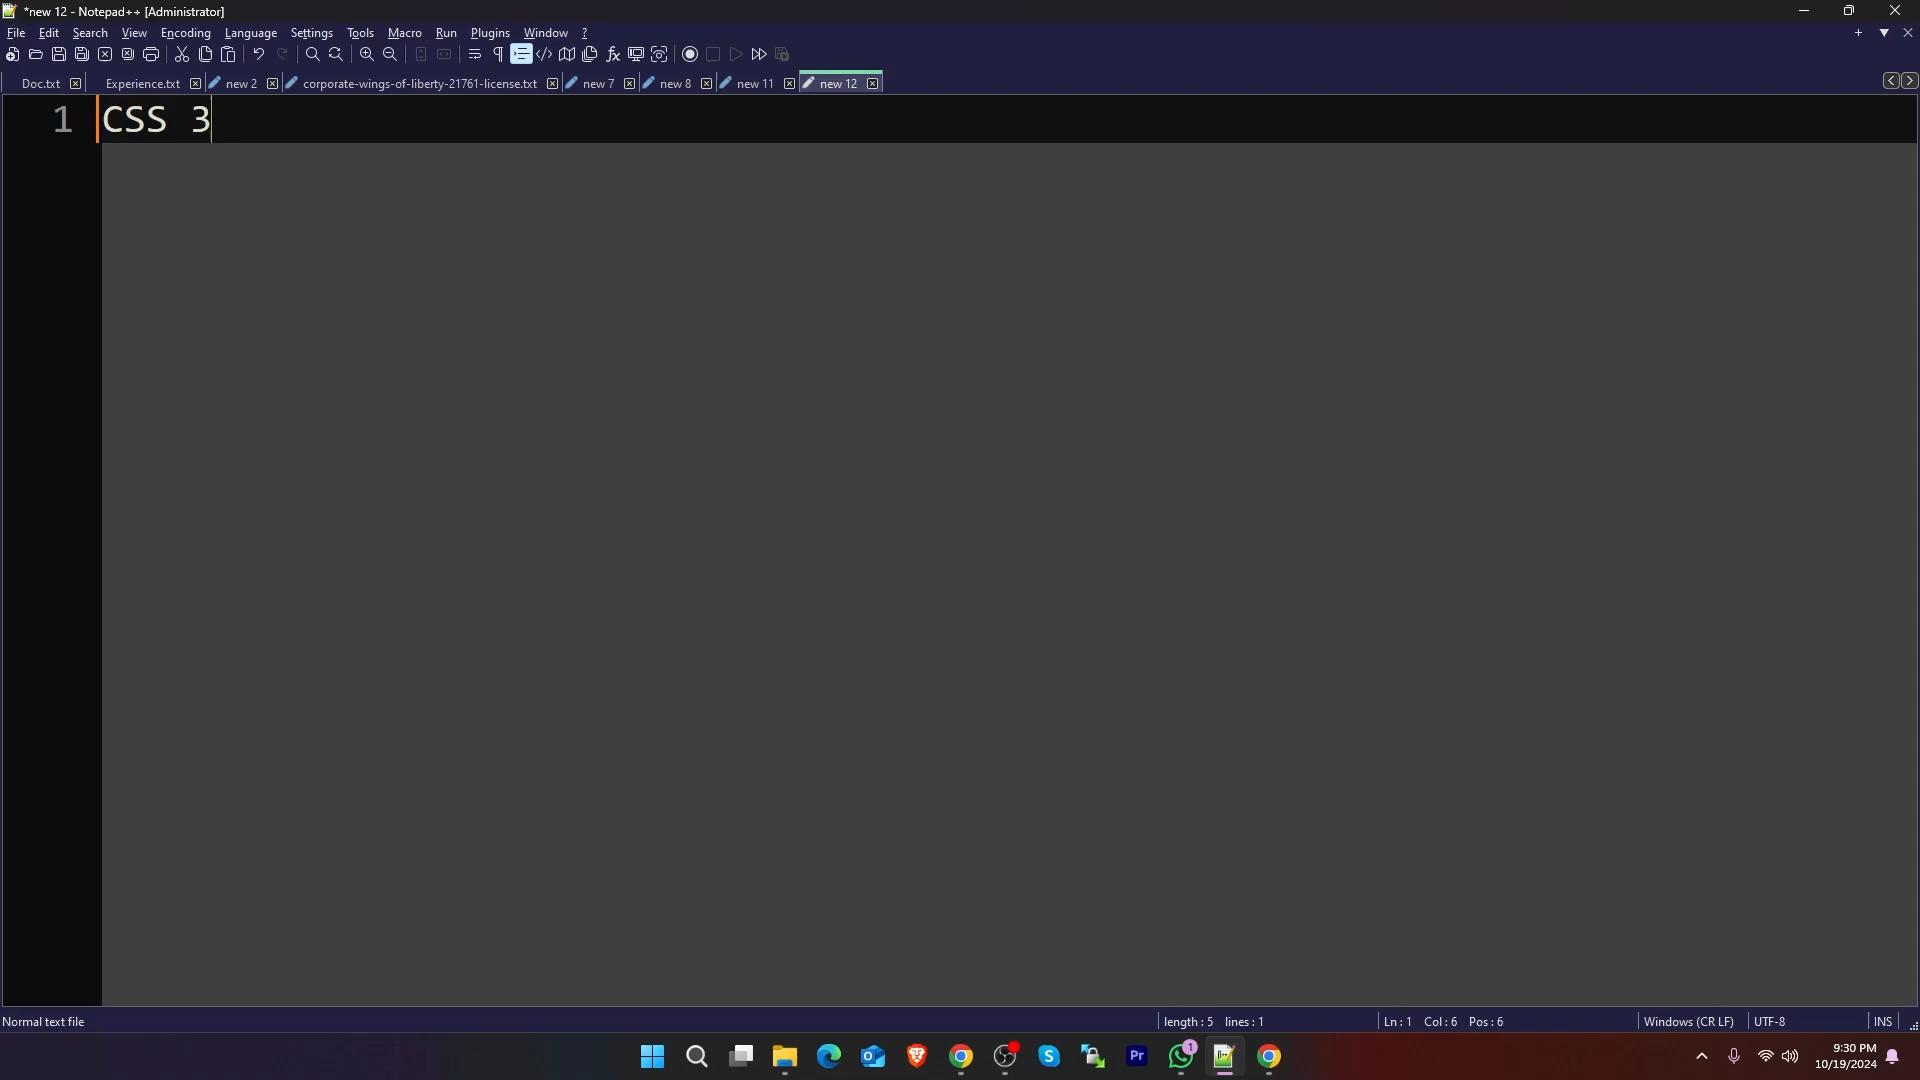 *new 12 - Notepad++ [Administrator]
File Edit Search View Encoding Language Settings Tools Macro Run Plugins Window ?
Doc.txt Experience.txt new 2 corporate-wings-of-liberty-21761-license.txt new 7 new 8 new 11 new 12
1 CSS 3
Normal text file length : 5 lines : 1 Ln : 1 Col : 6 Pos : 6 Windows (CR LF) UTF-8 INS
Pr 1 9:30 PM
10/19/2024